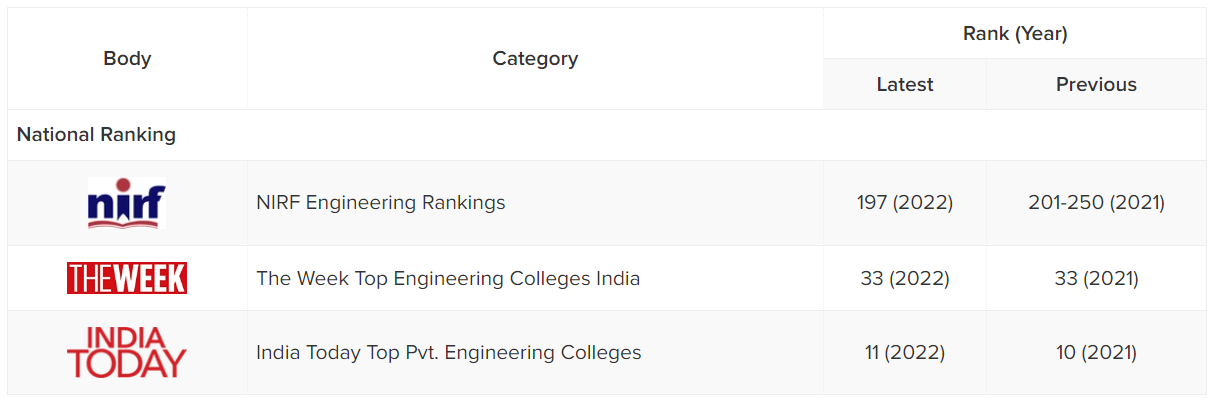 Body Category Rank (Year)
Latest Previous
National Ranking
nirf NIRF Engineering Rankings 197 (2022) 201-250 (2021)
THE WEEK The Week Top Engineering Colleges India 33 (2022) 33 (2021)
INDIA
TODAY India Today Top Pvt. Engineering Colleges 11 (2022) 10 (2021)